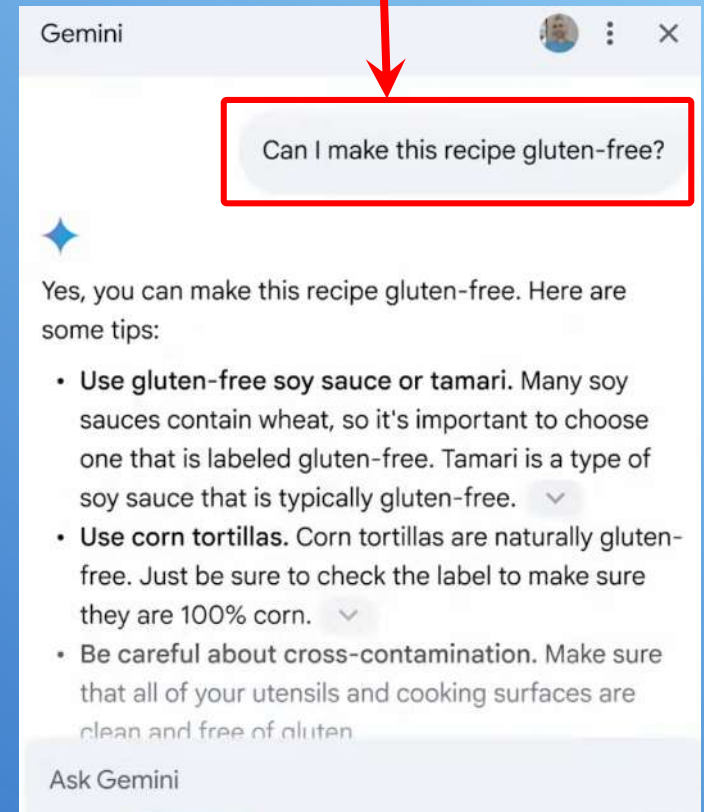 Gemini
Can I make this recipe gluten-free?
Yes, you can make this recipe gluten-free. Here are
some tips:
• Use gluten-free soy sauce or tamari. Many soy
sauces contain wheat, so it's important to choose
one that is labeled gluten-free. Tamari is a type of
soy sauce that is typically gluten-free.
• Use corn tortillas. Corn tortillas are naturally gluten-
free. Just be sure to check the label to make sure
they are 100% corn.
• Be careful about cross-contamination. Make sure
that all of your utensils and cooking surfaces are
clean and free of gluten
Ask Gemini